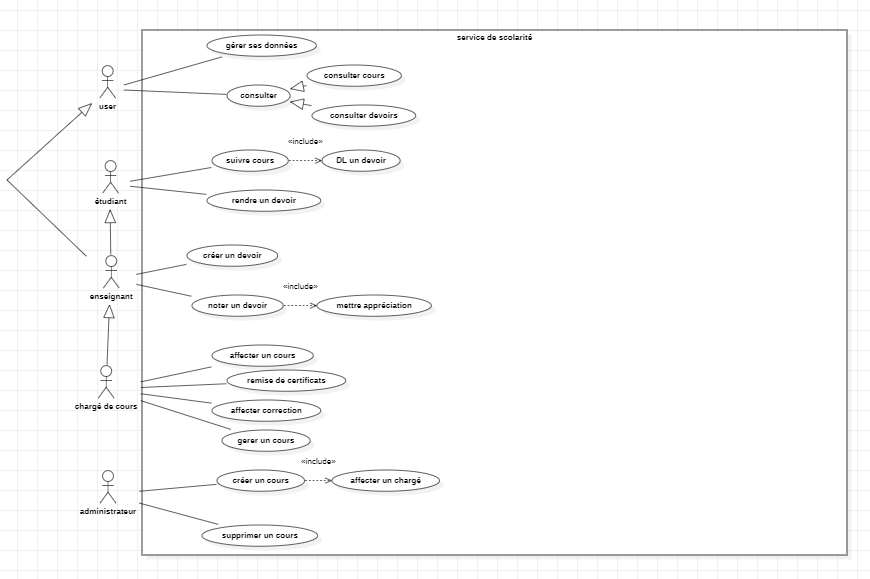 service de scolarité
gérer ses données
user
consulter
consulter cours
consulter devoirs
étudiant
suivre cours
«include»
DL un devoir
rendre un devoir
enseignant
créer un devoir
noter un devoir
«include»
mettre appréciation
chargé de cours
affecter un cours
remise de certificats
affecter correction
gerer un cours
administrateur
créer un cours
«include»
affecter un chargé
supprimer un cours